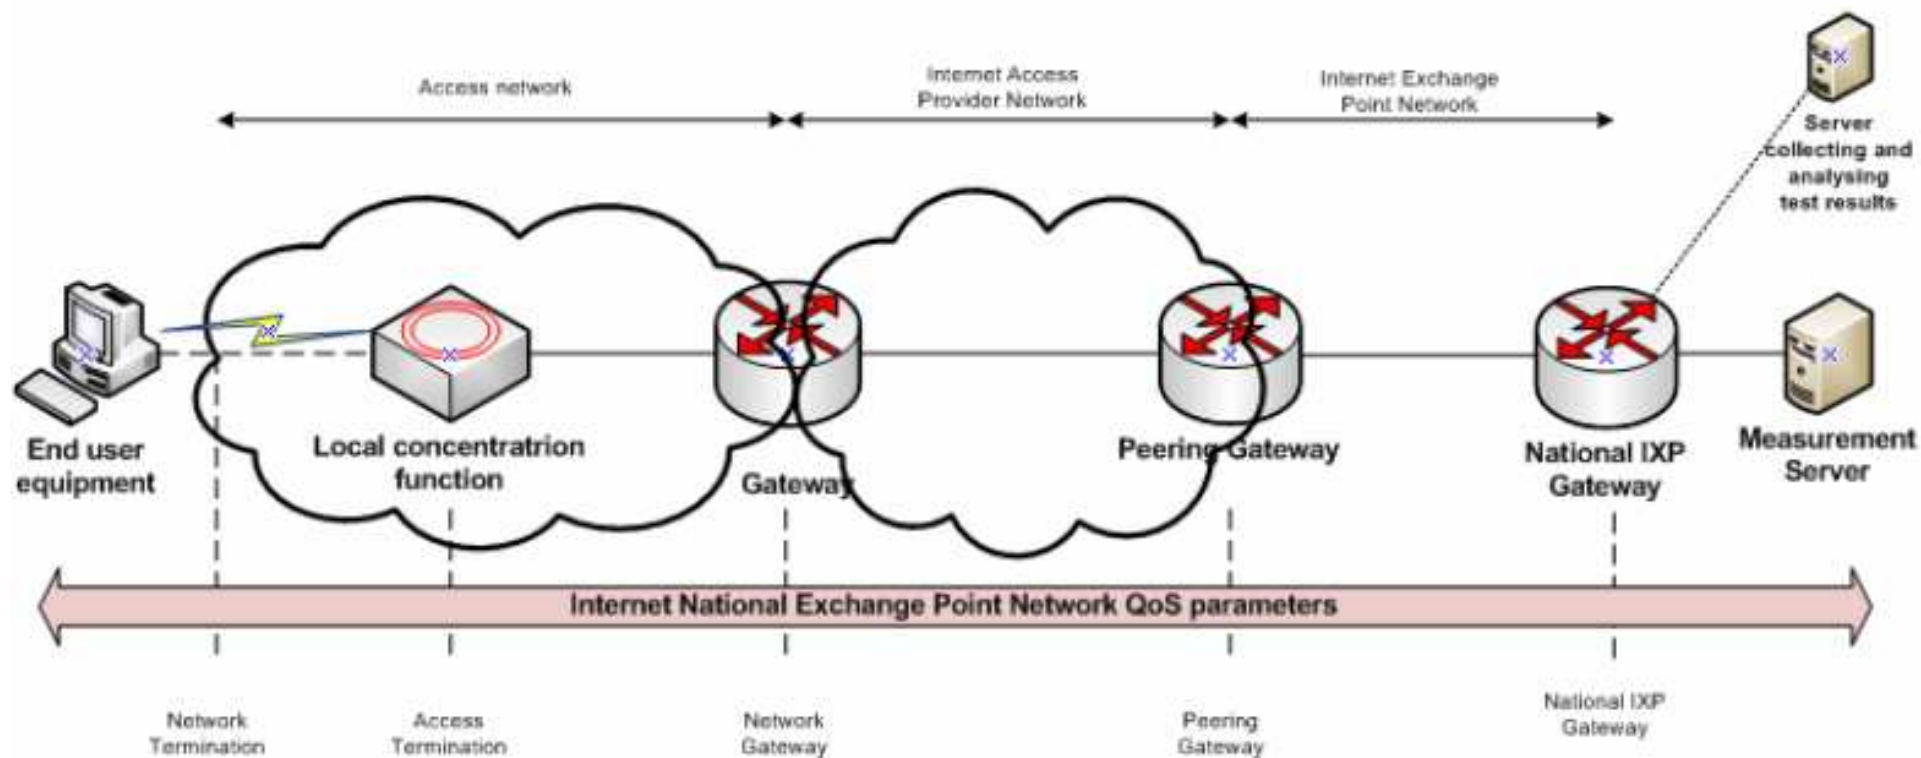 Access network
Internet Access
Provider Network
Internet Exchange
Point Network
Server
collecting and
analysing
test results
End user
equipment
Local concentratrion
function
Gateway
Peering Gateway
National IXP
Gateway
Measurement
Server
Internet National Exchange Point Network QoS parameters
Network
Termination
Access
Termination
Network
Gateway
Peering
Gateway
National IXP
Gateway